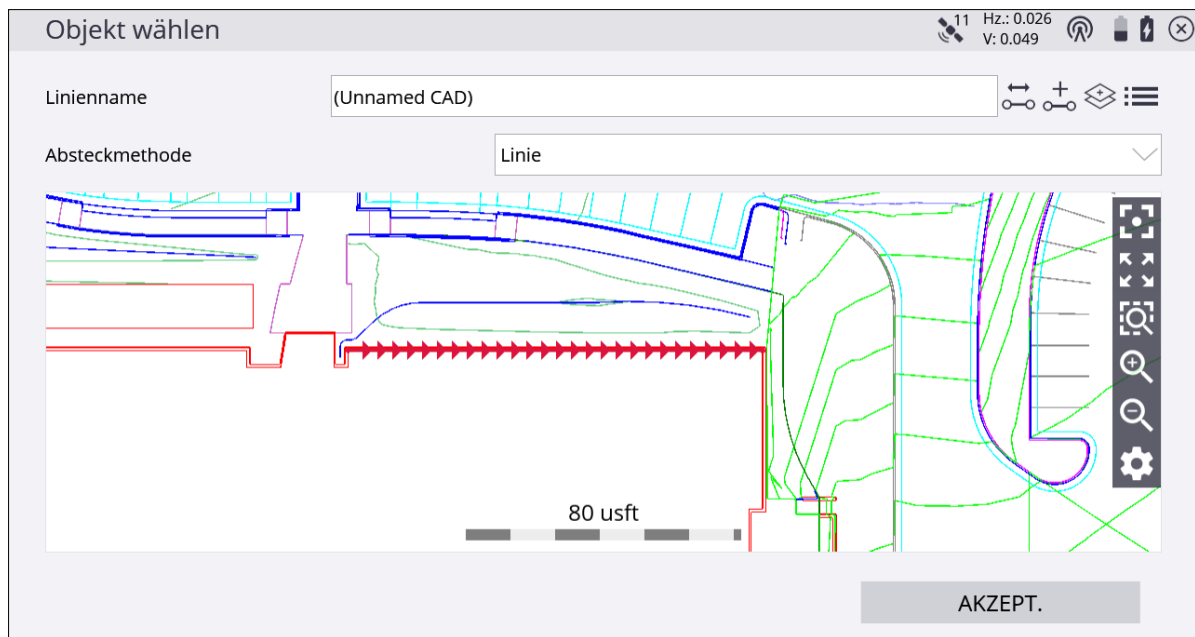 Objekt wählen
11
Hz.: 0.026
V: 0.049
Linienname
(Unnamed CAD)
Absteckmethode
Linie
80 usft
AKZEPT.